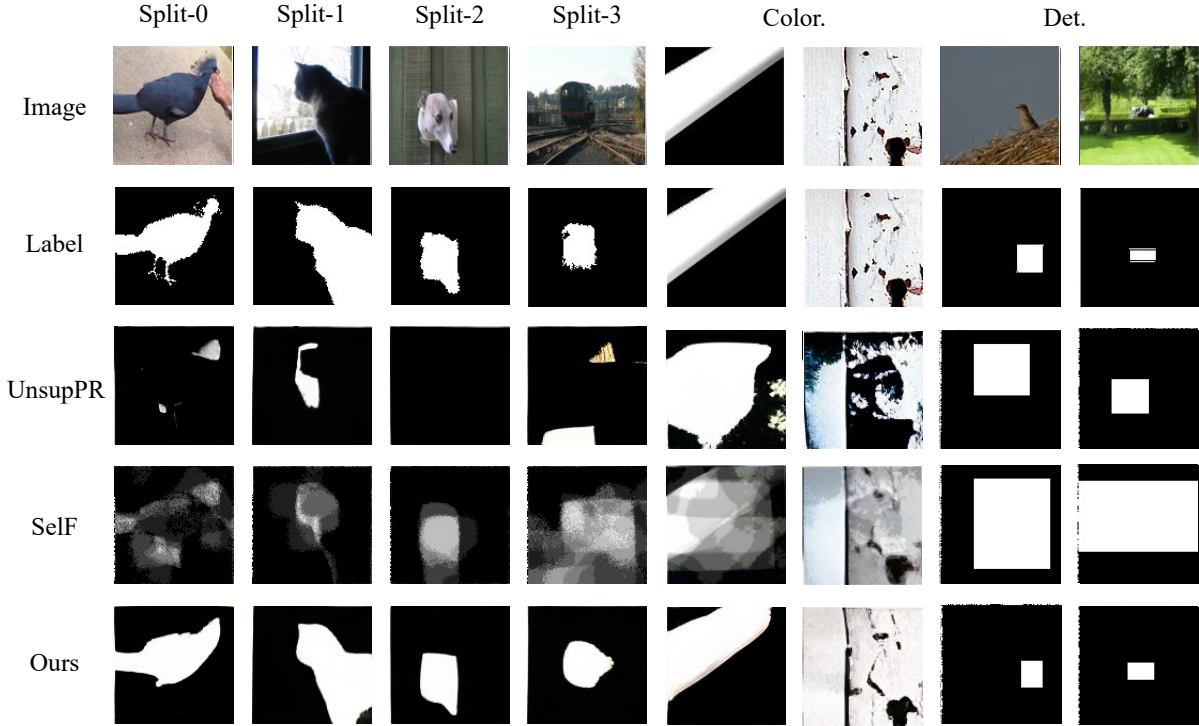 Split-0 Split-1 Split-2 Split-3 Color. Det.
Image
Label
UnsupPR
SelF
Ours